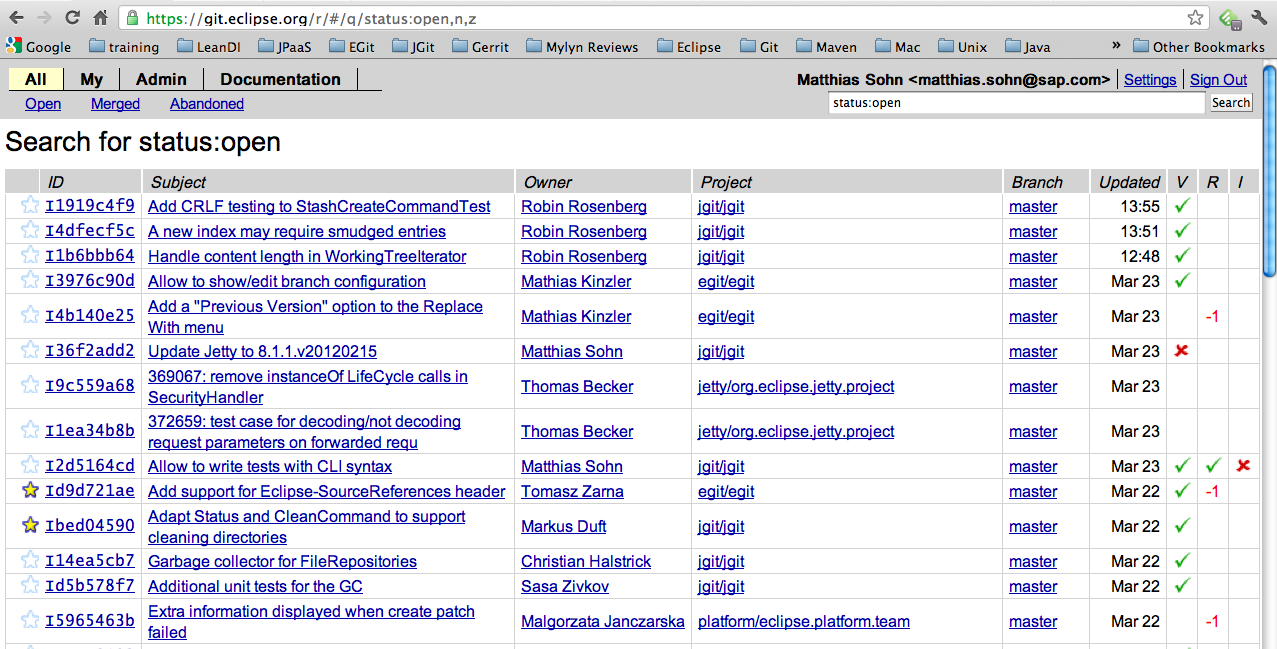 https://git.eclipse.org/r/#/q/status:open,n,z
Google training LeanDI JPaaS EGit JGit Gerrit Mylyn Reviews Eclipse Git Maven Mac Unix Java » Other Bookmarks
All My Admin Documentation Matthias Sohn <matthias.sohn@sap.com> Settings Sign Out
Open Merged Abandoned status:open Search
Search for status:open
ID Subject Owner Project Branch Updated V R I
I1919c4f9 Add CRLF testing to StashCreateCommandTest Robin Rosenberg jgit/jgit master 13:55
I4dfecf5c A new index may require smudged entries Robin Rosenberg jgit/jgit master 13:51
I1b6bbb64 Handle content length in WorkingTreeIterator Robin Rosenberg jgit/jgit master 12:48
I3976c90d Allow to show/edit branch configuration Mathias Kinzler egit/egit master Mar 23
I4b140e25 Add a "Previous Version" option to the Replace
With menu Mathias Kinzler egit/egit master Mar 23 -1
I36f2add2 Update Jetty to 8.1.1.v20120215 Matthias Sohn jgit/jgit master Mar 23
I9c559a68 369067: remove instanceOf LifeCycle calls in
SecurityHandler Thomas Becker jetty/org.eclipse.jetty.project master Mar 23
I1ea34b8b 372659: test case for decoding/not decoding
request parameters on forwarded requ Thomas Becker jetty/org.eclipse.jetty.project master Mar 23
I2d5164cd Allow to write tests with CLI syntax Matthias Sohn jgit/jgit master Mar 23
Id9d721ae Add support for Eclipse-SourceReferences header Tomasz Zarna egit/egit master Mar 22 -1
Ibed04590 Adapt Status and CleanCommand to support
cleaning directories Markus Duft jgit/jgit master Mar 22
I14ea5cb7 Garbage collector for FileRepositories Christian Halstrick jgit/jgit master Mar 22
Id5b578f7 Additional unit tests for the GC Sasa Zivkov jgit/jgit master Mar 22
I5965463b Extra information displayed when create patch
failed Malgorzata Janczarska platform/eclipse.platform.team master Mar 22 -1